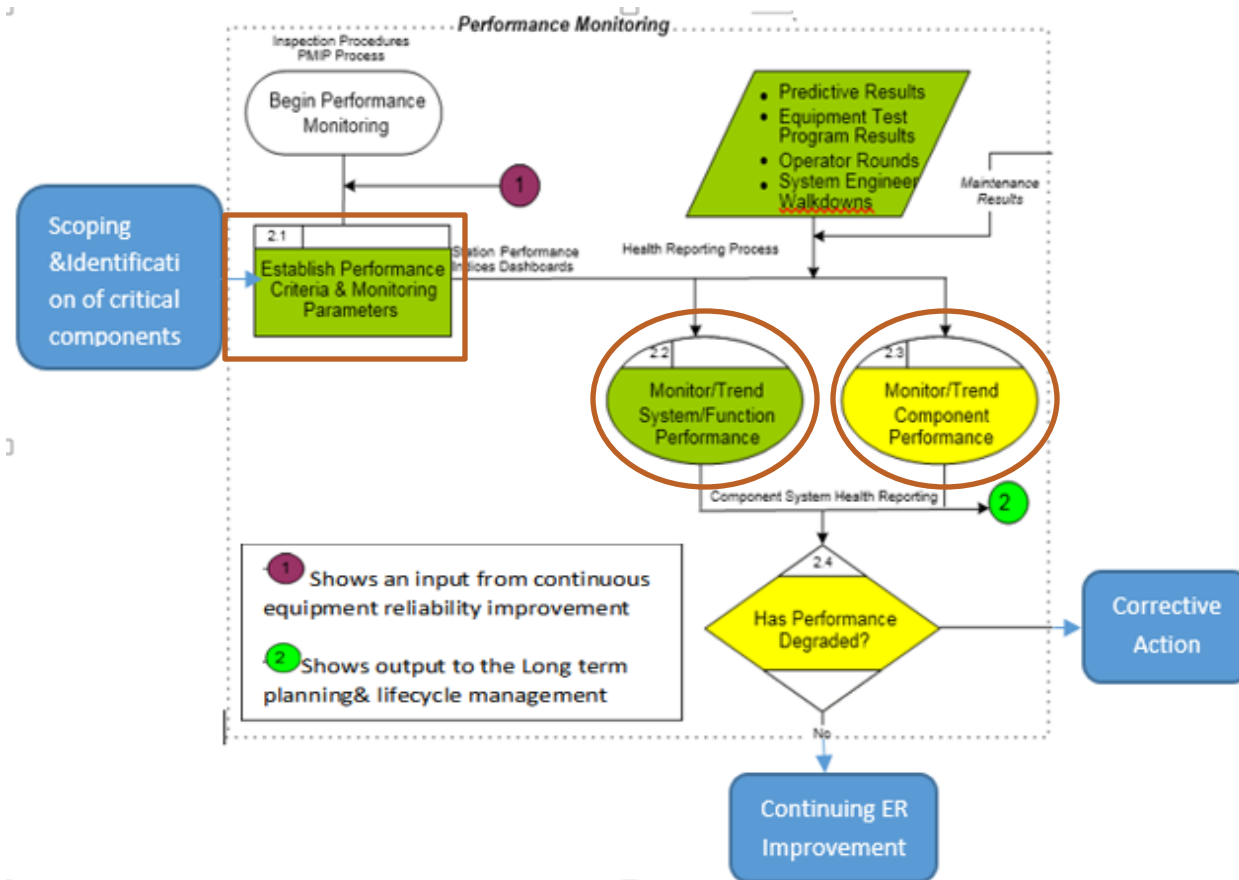 Performance Monitoring
Inspection Procedures
PMIP Process
Begin Performance
Monitoring
1
Predictive Results
Equipment Test
Program Results
Operator Rounds
System Engineer
Walkdowns
Maintenance
Results
Scoping
&Identificati
on of critical
components
2.1
Establish Performance
Criteria & Monitoring
Parameters
Station Performance
Indices Dashboards
Health Reporting Process
2.2
Monitor/Trend
System/Function
Performance
2.3
Monitor/Trend
Component
Performance
Component System Health Reporting
2
1 Shows an input from continuous
equipment reliability improvement
2 Shows output to the Long term
planning& lifecycle management
2.4
Has Performance
Degraded?
Corrective
Action
No
Continuing ER
Improvement